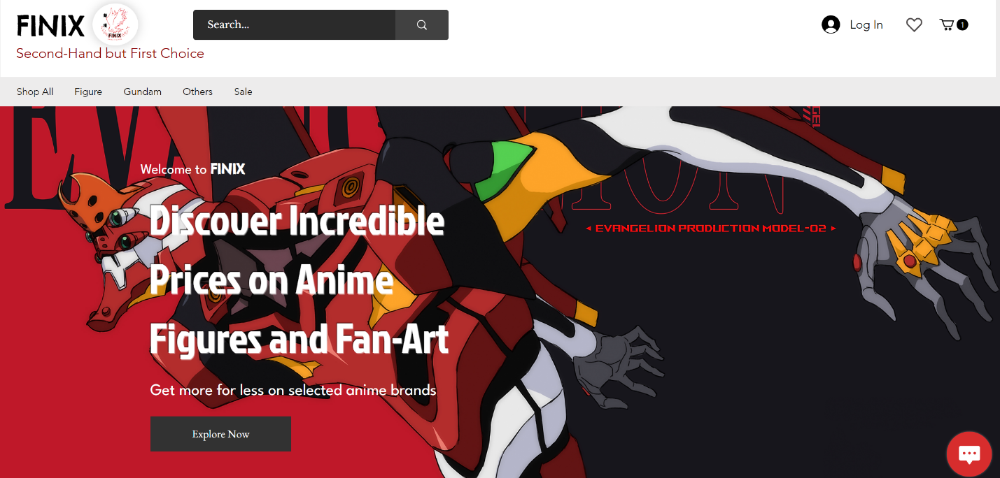 FINIX
FINIX
Search...
Log In
1
Second-Hand but First Choice
Shop All
Figure
Gundam
Others
Sale
Welcome to FINIX
EVANGELION PRODUCTION MODEL-02
Discover Incredible
Prices on Anime
Figures and Fan-Art
Get more for less on selected anime brands
Explore Now